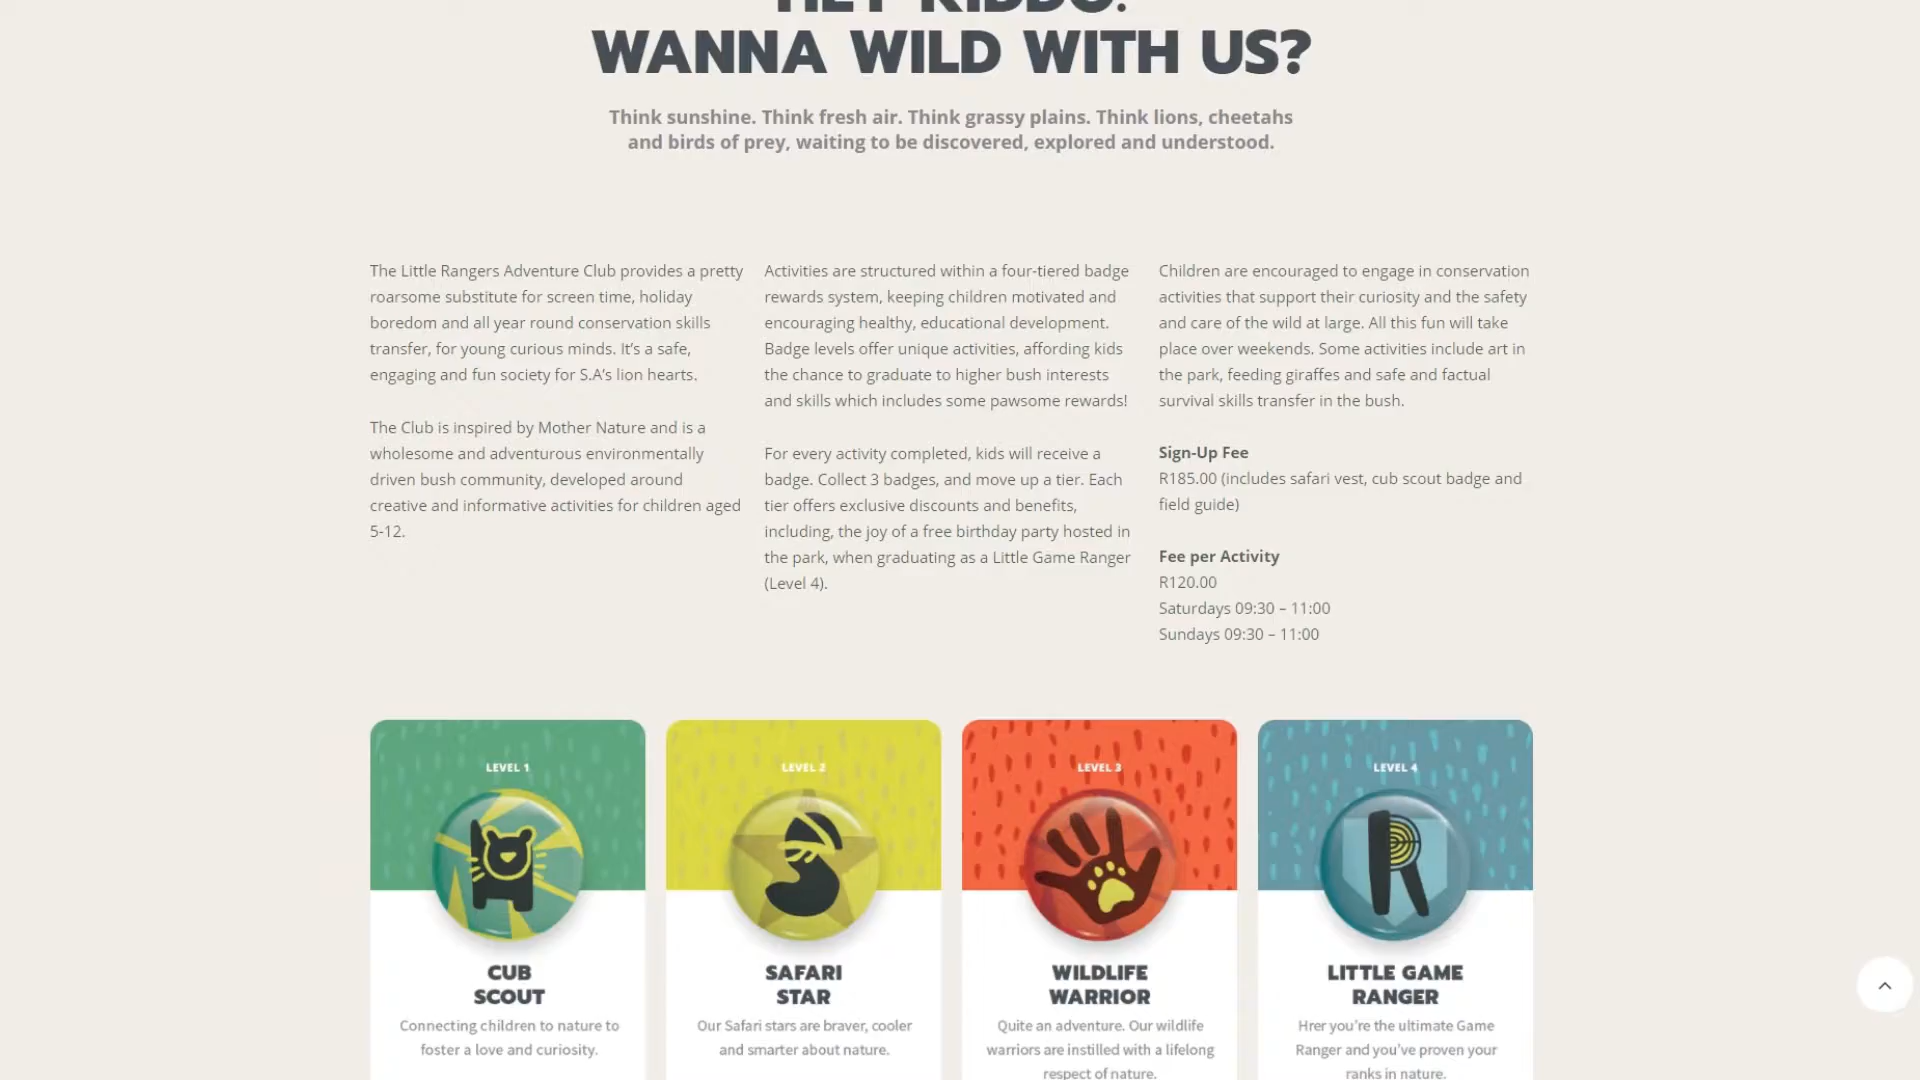 HEY KIDDO!
WANNA WILD WITH US?
Think sunshine. Think fresh air. Think grassy plains. Think lions, cheetahs
and birds of prey, waiting to be discovered, explored and understood.
The Little Rangers Adventure Club provides a pretty
roarsome substitute for screen time, holiday
boredom and all year round conservation skills
transfer, for young curious minds. It’s a safe,
engaging and fun society for S.A’s lion hearts.
The Club is inspired by Mother Nature and is a
wholesome and adventurous environmentally
driven bush community, developed around
creative and informative activities for children aged
5-12.
Activities are structured within a four-tiered badge
rewards system, keeping children motivated and
encouraging healthy, educational development.
Badge levels offer unique activities, affording kids
the chance to graduate to higher bush interests
and skills which includes some pawsome rewards!
For every activity completed, kids will receive a
badge. Collect 3 badges, and move up a tier. Each
tier offers exclusive discounts and benefits,
including, the joy of a free birthday party hosted in
the park, when graduating as a Little Game Ranger
(Level 4).
Children are encouraged to engage in conservation
activities that support their curiosity and the safety
and care of the wild at large. All this fun will take
place over weekends. Some activities include art in
the park, feeding giraffes and safe and factual
survival skills transfer in the bush.
Sign-Up Fee
R185.00 (includes safari vest, cub scout badge and
field guide)
Fee per Activity
R120.00
Saturdays 09:30 – 11:00
Sundays 09:30 – 11:00
LEVEL 1
CUB
SCOUT
Connecting children to nature to
foster a love and curiosity.
LEVEL 2
SAFARI
STAR
Our Safari stars are braver, cooler
and smarter about nature.
LEVEL 3
WILDLIFE
WARRIOR
Quite an adventure. Our wildlife
warriors are instilled with a lifelong
respect of nature.
LEVEL 4
R
LITTLE GAME
RANGER
Hrer you’re the ultimate Game
Ranger and you’ve proven your
ranks in nature.